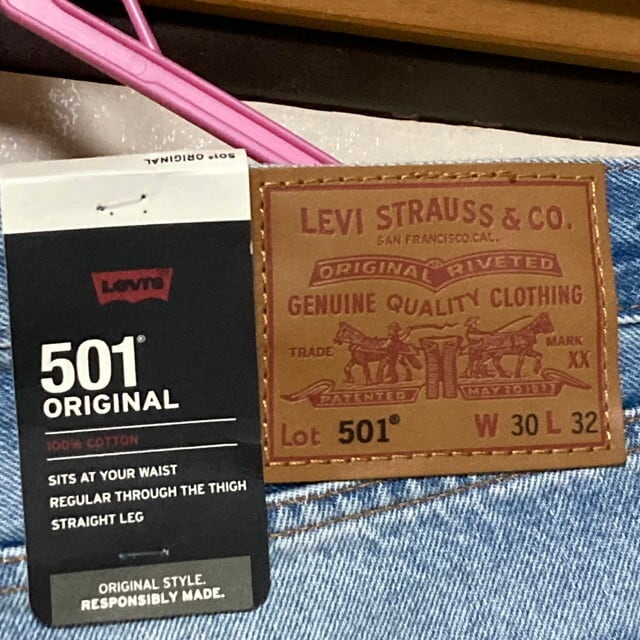 501® ORIGINAL
Levi's
501®
ORIGINAL
100% COTTON
SITS AT YOUR WAIST
REGULAR THROUGH THE THIGH
STRAIGHT LEG
ORIGINAL STYLE.
RESPONSIBLY MADE.
LEVI STRAUSS & CO.
SAN FRANCISCO.CAL.
ORIGINAL RIVETED
GENUINE QUALITY CLOTHING
TRADE MARK
XX
PATENTED MAY 20 1873
Lot 501® W 30 L 32